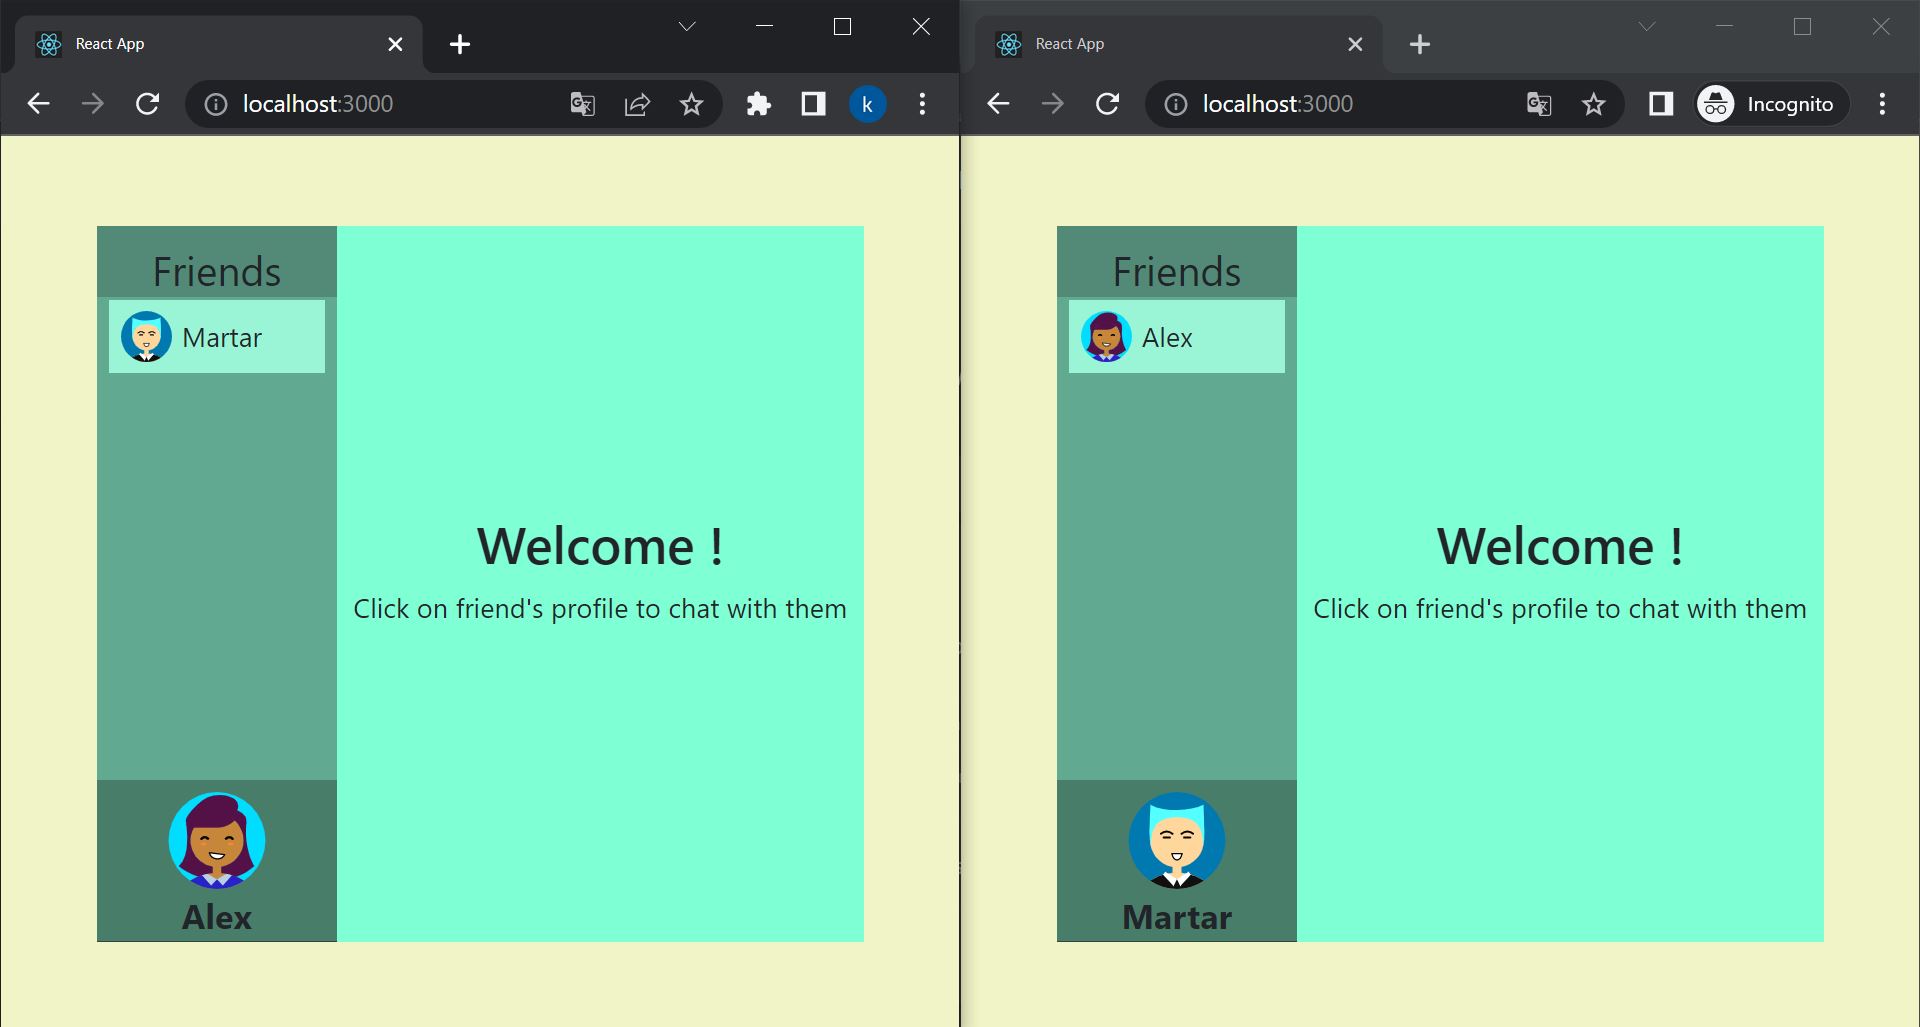 React App
localhost:3000
k
Friends
Martar
Welcome !
Click on friend's profile to chat with them
Alex
React App
localhost:3000
Incognito
Friends
Alex
Welcome !
Click on friend's profile to chat with them
Martar